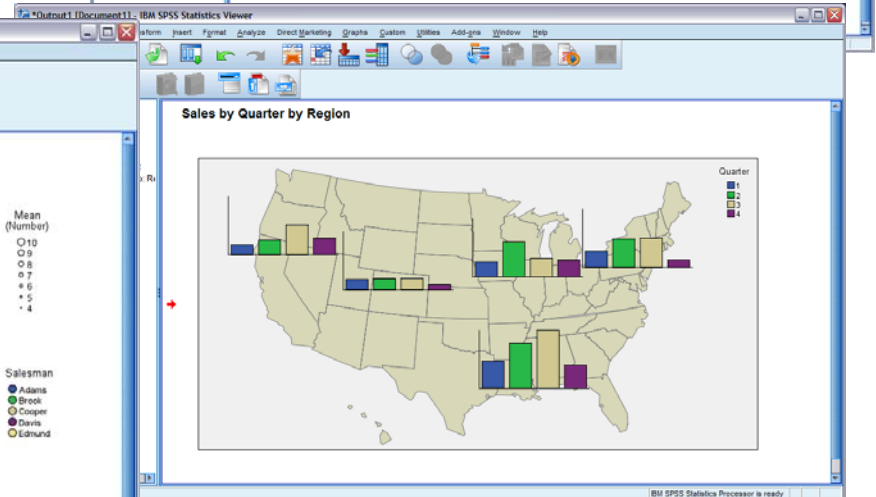 *Output1 [Document1] - IBM SPSS Statistics Viewer
sform Insert Format Analyze Direct Marketing Graphs Custom Utilities Add-ons Window Help
Sales by Quarter by Region
Quarter
1
2
3
4
Mean
(Number)
10
9
8
7
6
5
4
Salesman
Adams
Brook
Cooper
Davis
Edmund
IBM SPSS Statistics Processor is ready